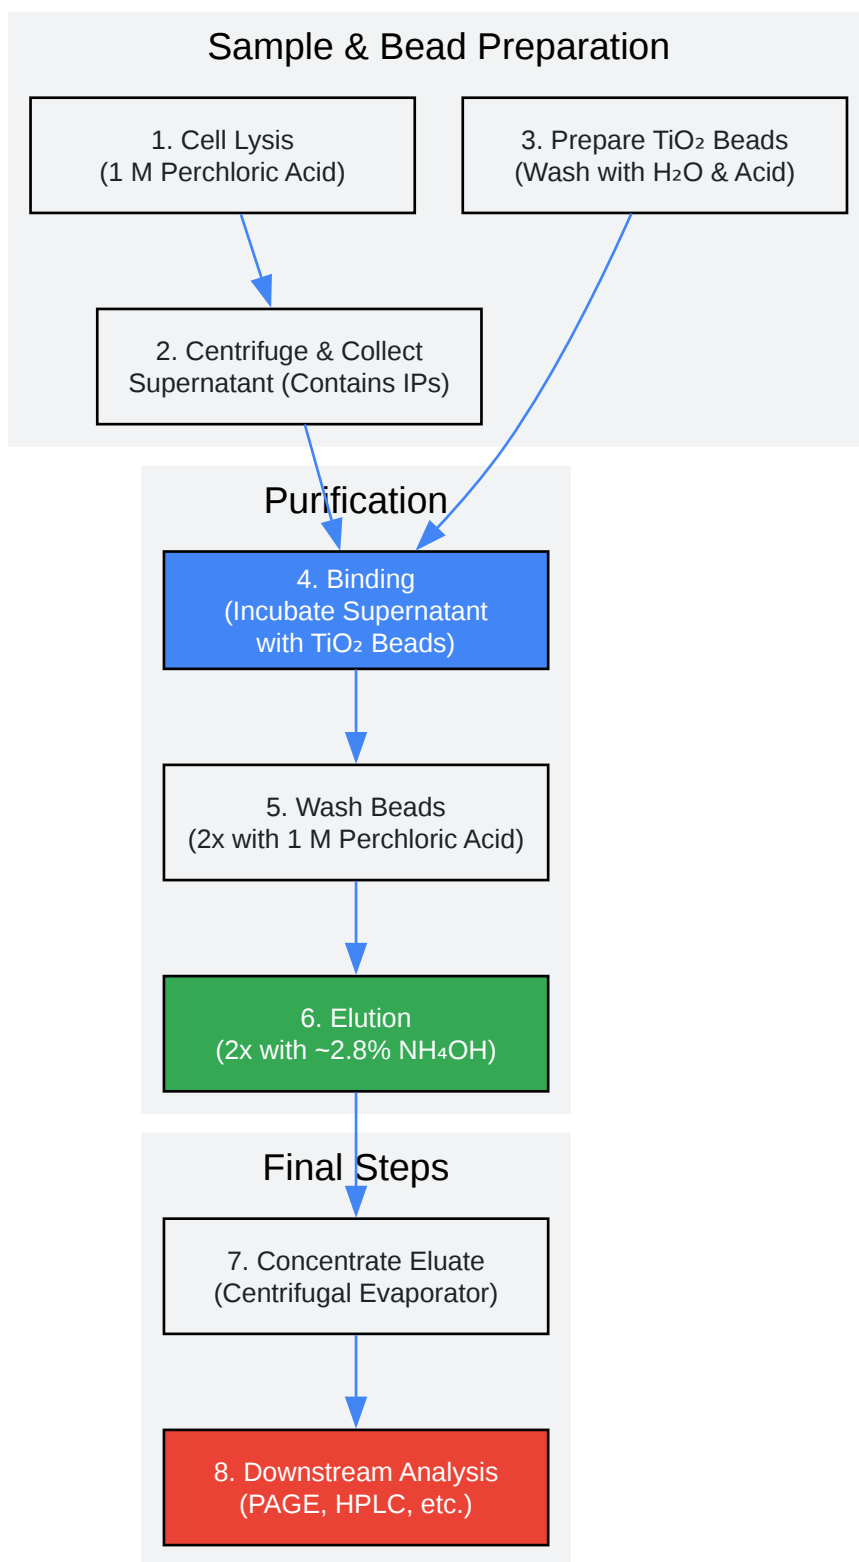 Sample & Bead Preparation
1. Cell Lysis
(1 M Perchloric Acid)
3. Prepare TiO₂ Beads
(Wash with H₂O & Acid)
2. Centrifuge & Collect
Supernatant (Contains IPs)
Purification
4. Binding
(Incubate Supernatant
with TiO₂ Beads)
5. Wash Beads
(2x with 1 M Perchloric Acid)
6. Elution
(2x with ~2.8% NH₄OH)
Final Steps
7. Concentrate Eluate
(Centrifugal Evaporator)
8. Downstream Analysis
(PAGE, HPLC, etc.)